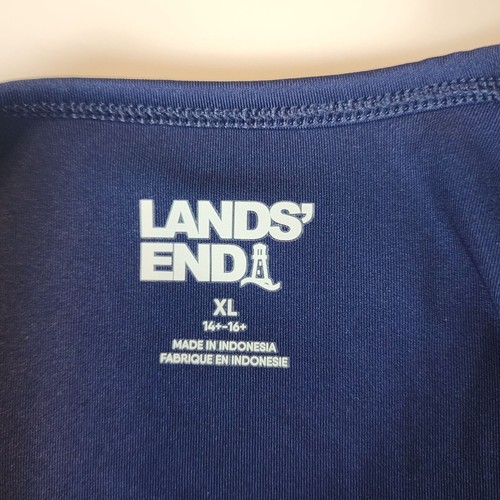 LANDS'
END
XL
14+-16+
MADE IN INDONESIA
FABRIQUE EN INDONESIE